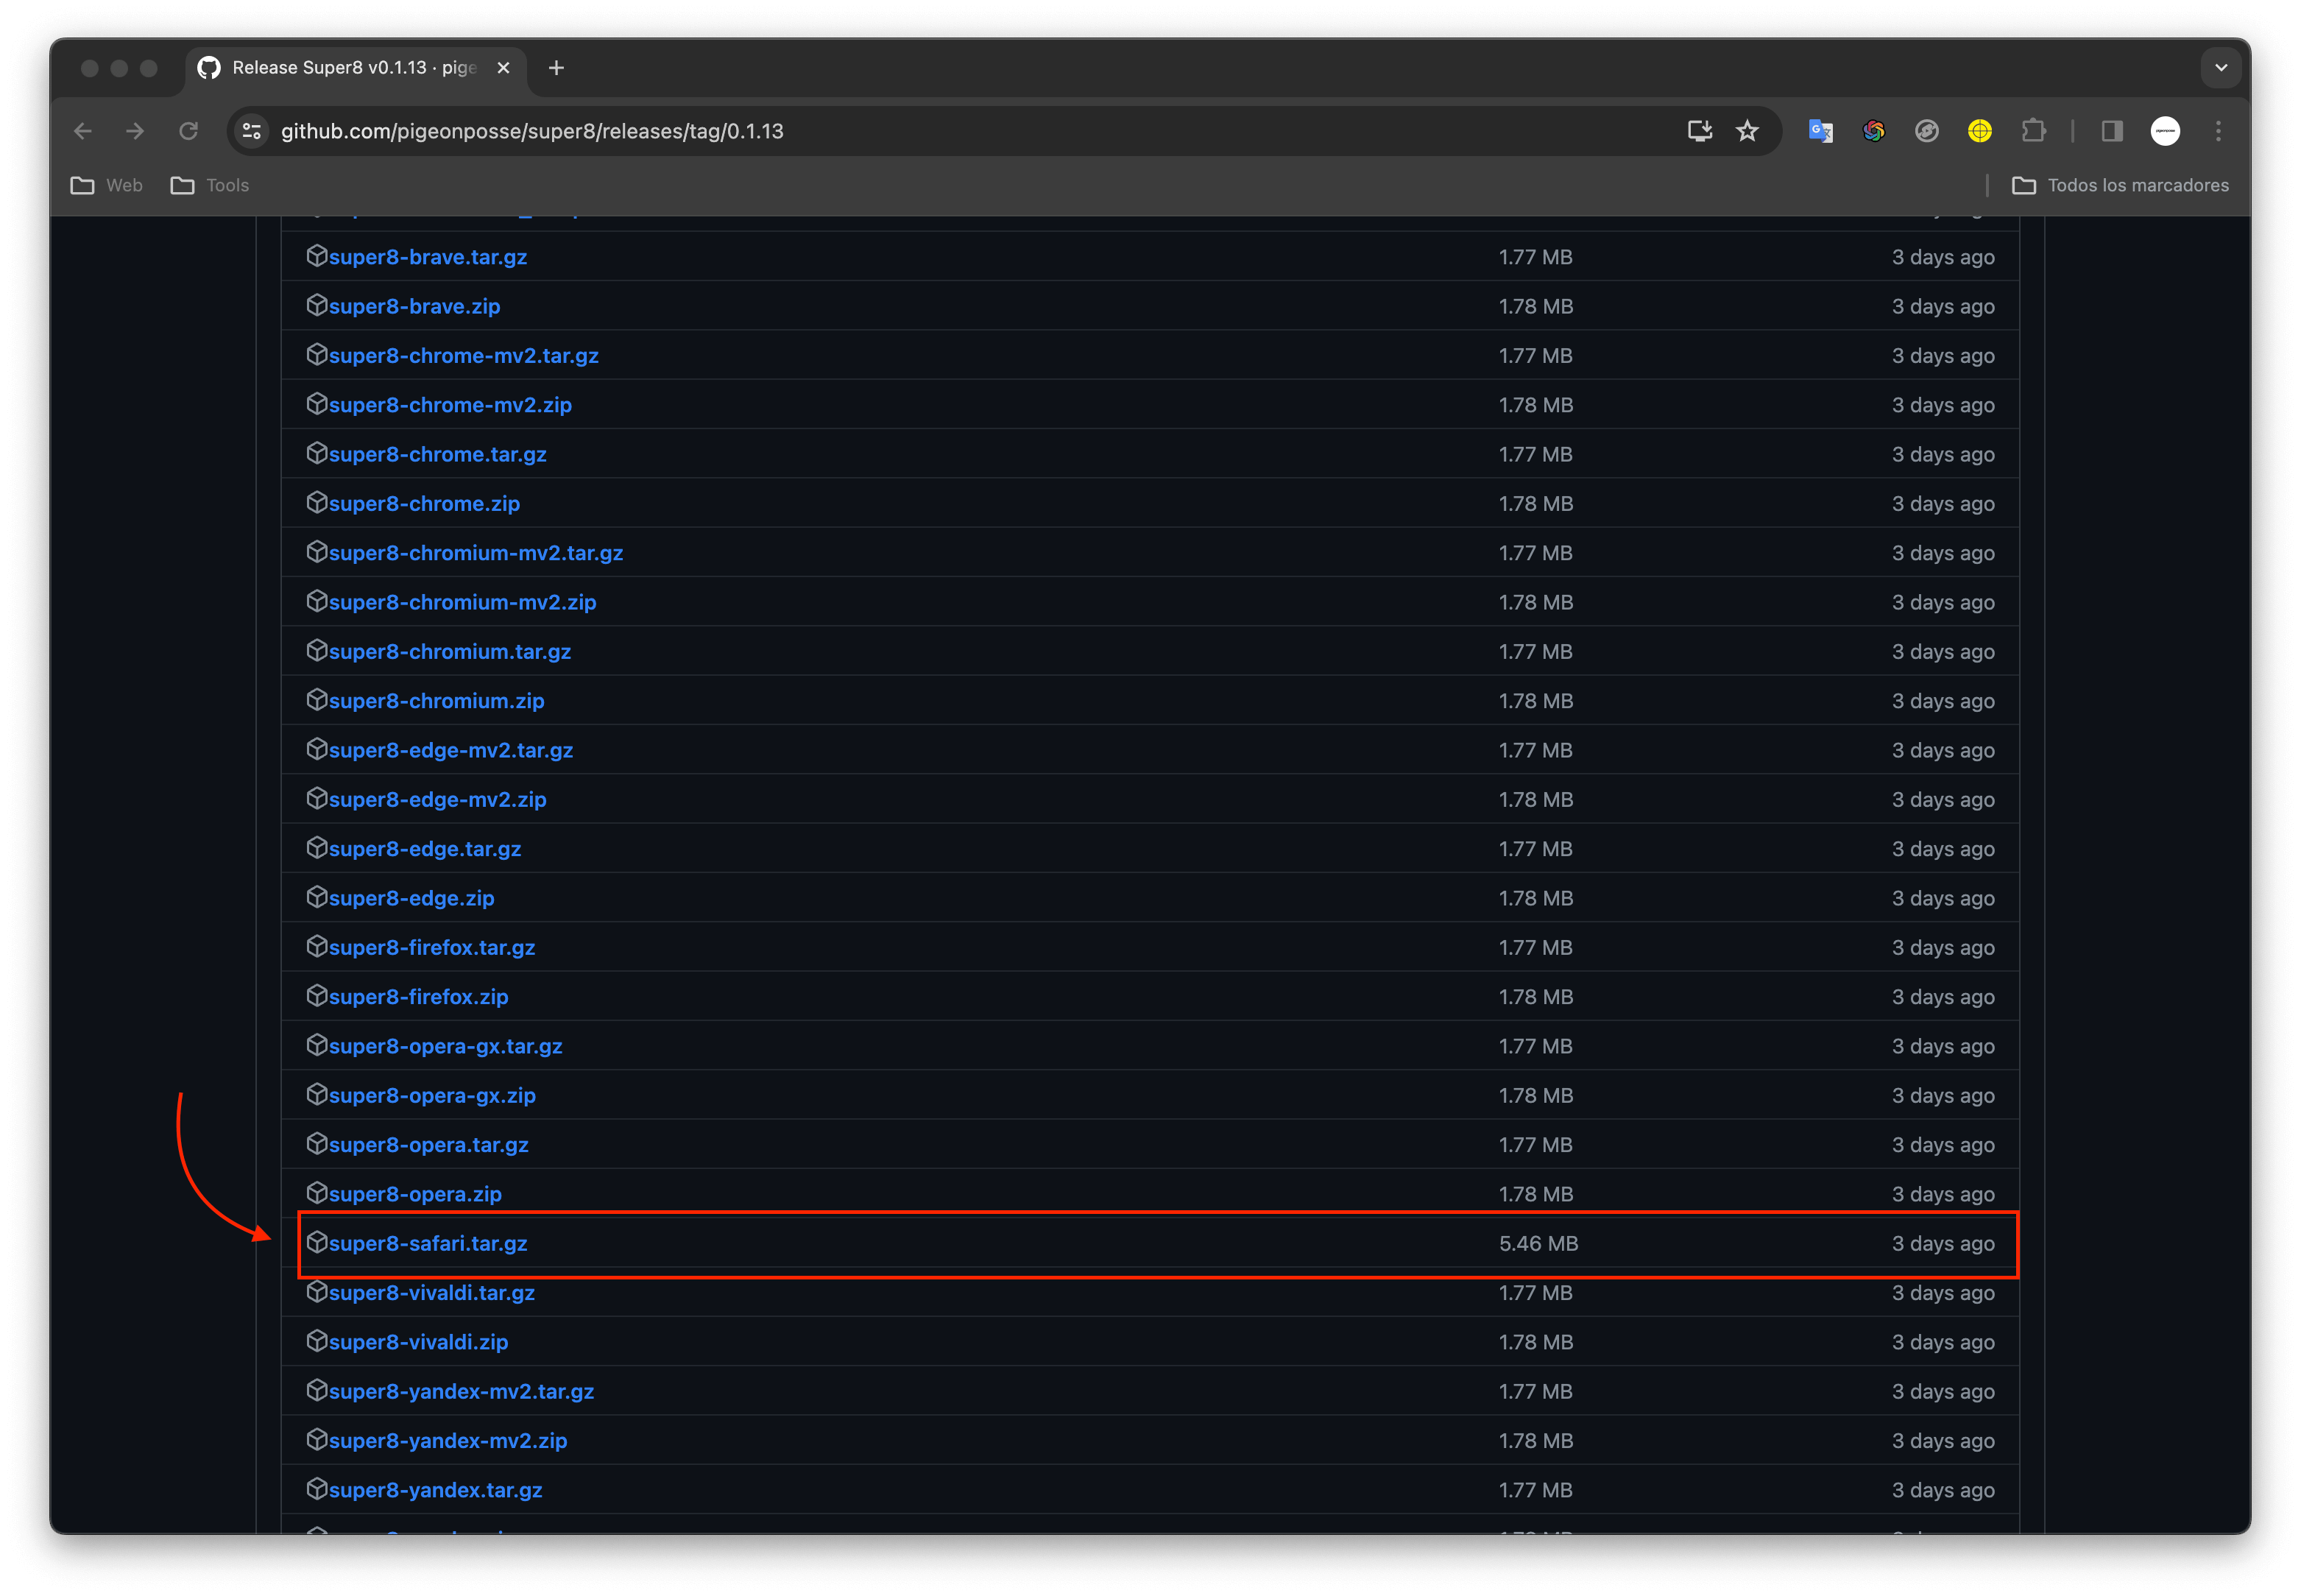 Release Super8 v0.1.13 · pige
github.com/pigeonposse/super8/releases/tag/0.1.13
Web Tools Todos los marcadores
super8-brave.tar.gz 1.77 MB 3 days ago
super8-brave.zip 1.78 MB 3 days ago
super8-chrome-mv2.tar.gz 1.77 MB 3 days ago
super8-chrome-mv2.zip 1.78 MB 3 days ago
super8-chrome.tar.gz 1.77 MB 3 days ago
super8-chrome.zip 1.78 MB 3 days ago
super8-chromium-mv2.tar.gz 1.77 MB 3 days ago
super8-chromium-mv2.zip 1.78 MB 3 days ago
super8-chromium.tar.gz 1.77 MB 3 days ago
super8-chromium.zip 1.78 MB 3 days ago
super8-edge-mv2.tar.gz 1.77 MB 3 days ago
super8-edge-mv2.zip 1.78 MB 3 days ago
super8-edge.tar.gz 1.77 MB 3 days ago
super8-edge.zip 1.78 MB 3 days ago
super8-firefox.tar.gz 1.77 MB 3 days ago
super8-firefox.zip 1.78 MB 3 days ago
super8-opera-gx.tar.gz 1.77 MB 3 days ago
super8-opera-gx.zip 1.78 MB 3 days ago
super8-opera.tar.gz 1.77 MB 3 days ago
super8-opera.zip 1.78 MB 3 days ago
super8-safari.tar.gz 5.46 MB 3 days ago
super8-vivaldi.tar.gz 1.77 MB 3 days ago
super8-vivaldi.zip 1.78 MB 3 days ago
super8-yandex-mv2.tar.gz 1.77 MB 3 days ago
super8-yandex-mv2.zip 1.78 MB 3 days ago
super8-yandex.tar.gz 1.77 MB 3 days ago